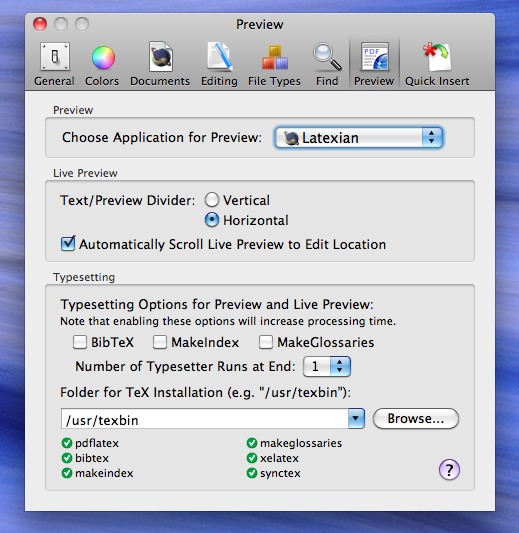 Preview
General Colors Documents Editing File Types Find Preview Quick Insert
PDF
Preview
Choose Application for Preview: Latexian
Live Preview
Text/Preview Divider: Vertical
Horizontal
Automatically Scroll Live Preview to Edit Location
Typesetting
Typesetting Options for Preview and Live Preview:
Note that enabling these options will increase processing time.
BibTeX MakeIndex MakeGlossaries
Number of Typesetter Runs at End: 1
Folder for TeX Installation (e.g. "/usr/texbin"):
/usr/texbin Browse...
pdflatex makeglossaries
bibtex xelatex
makeindex synctex
?